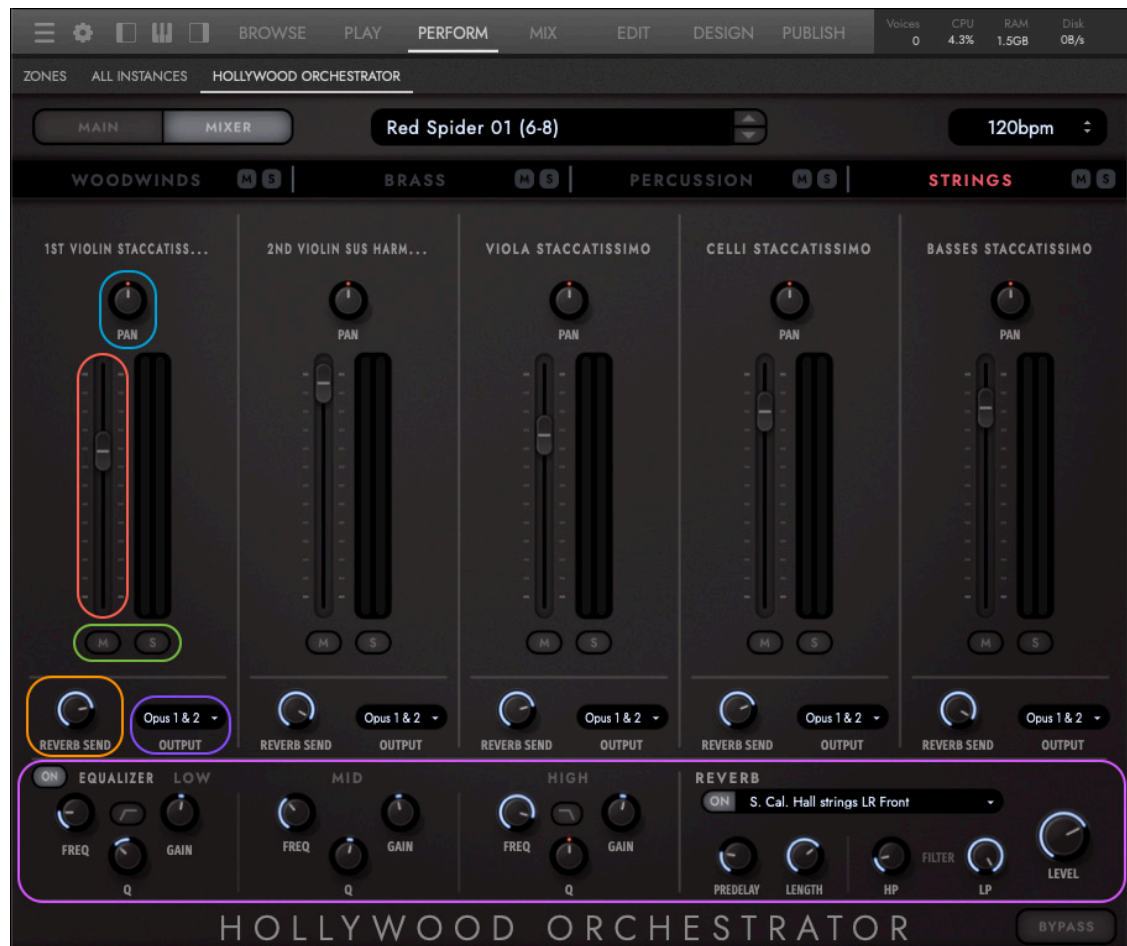 BROWSE PLAY PERFORM MIX EDIT DESIGN PUBLISH Voices CPU RAM Disk
0 4.3% 1.5GB 0B/s
ZONES ALL INSTANCES HOLLYWOOD ORCHESTRATOR
MAIN MIXER Red Spider 01 (6-8) 120bpm
WOODWINDS M S BRASS M S PERCUSSION M S STRINGS M S
1ST VIOLIN STACCATISS... 2ND VIOLIN SUS HARM... VIOLA STACCATISSIMO CELLI STACCATISSIMO BASSES STACCATISSIMO
PAN PAN PAN PAN PAN
M S M S M S M S M S
Opus 1 & 2 Opus 1 & 2 Opus 1 & 2 Opus 1 & 2 Opus 1 & 2
REVERB SEND OUTPUT REVERB SEND OUTPUT REVERB SEND OUTPUT REVERB SEND OUTPUT REVERB SEND OUTPUT
ON EQUALIZER LOW MID HIGH REVERB
ON S. Cal. Hall strings LR Front
FREQ GAIN FREQ GAIN FREQ GAIN FILTER LEVEL
Q Q Q PREDELAY LENGTH HP LP
HOLLYWOOD ORCHESTRATOR BYPASS